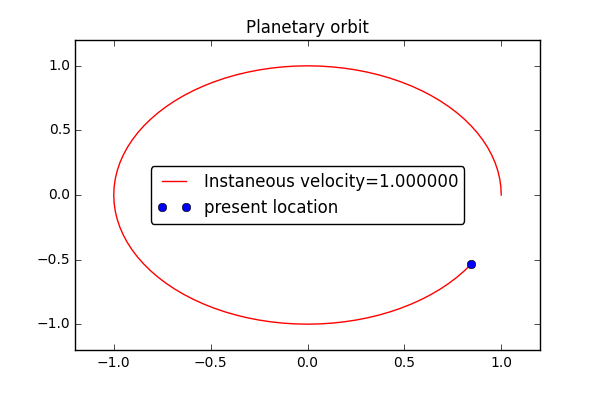 Planetary orbit
1.0
0.5
0.0
−0.5
−1.0
Instaneous velocity=1.000000
present location
−1.0 −0.5 0.0 0.5 1.0